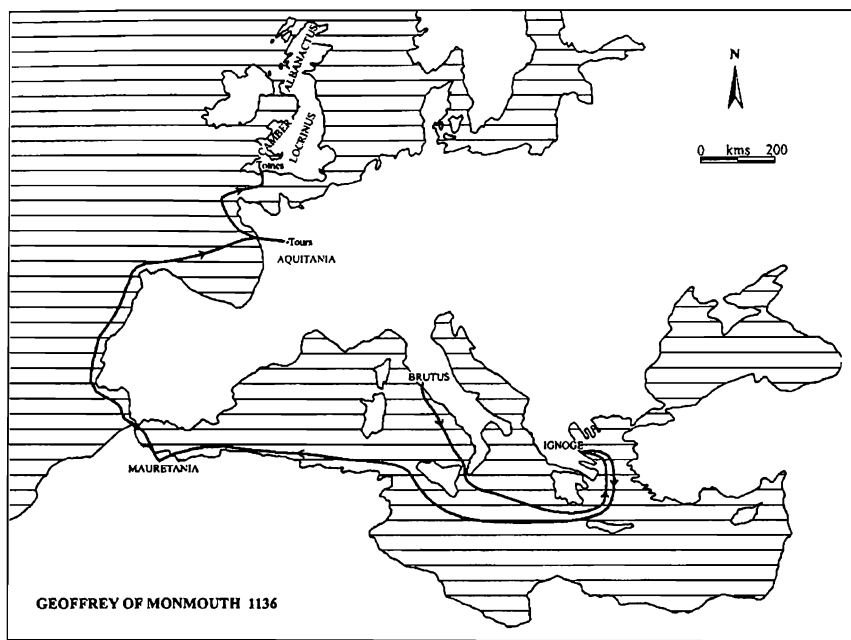 N
0 kms 200
ALBANACTUS
CAMBER
LOCRINUS
Totnes
Tours
AQUITANIA
BRUTUS
IGNOGE
MAURETANIA
GEOFFREY OF MONMOUTH 1136